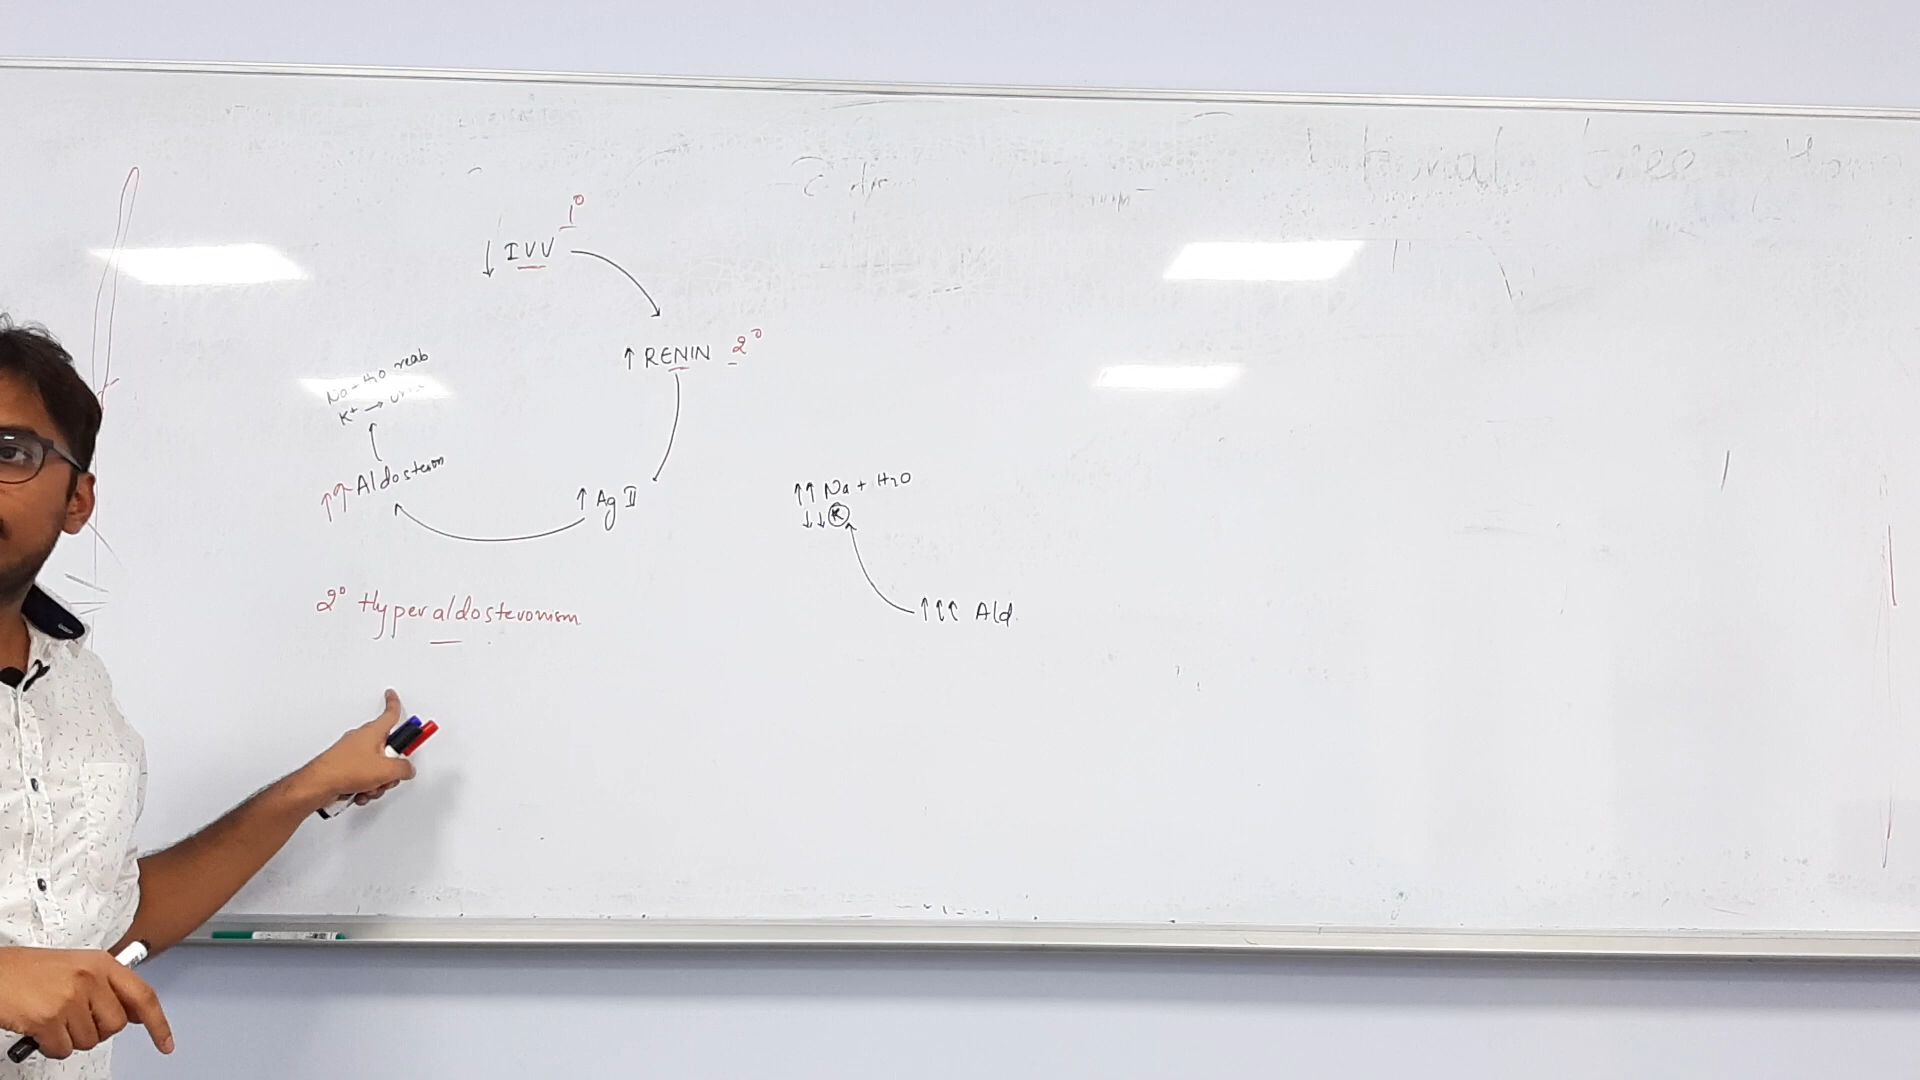 1°
↓ IVV
↑ RENIN 2°
Na - H2O reab
K+ →
↑↑ Aldosteron
↑ Ag II
2° Hyperaldosteronism
↑↑ Na + H2O
↓↓ K
↑↑↑ Ald.